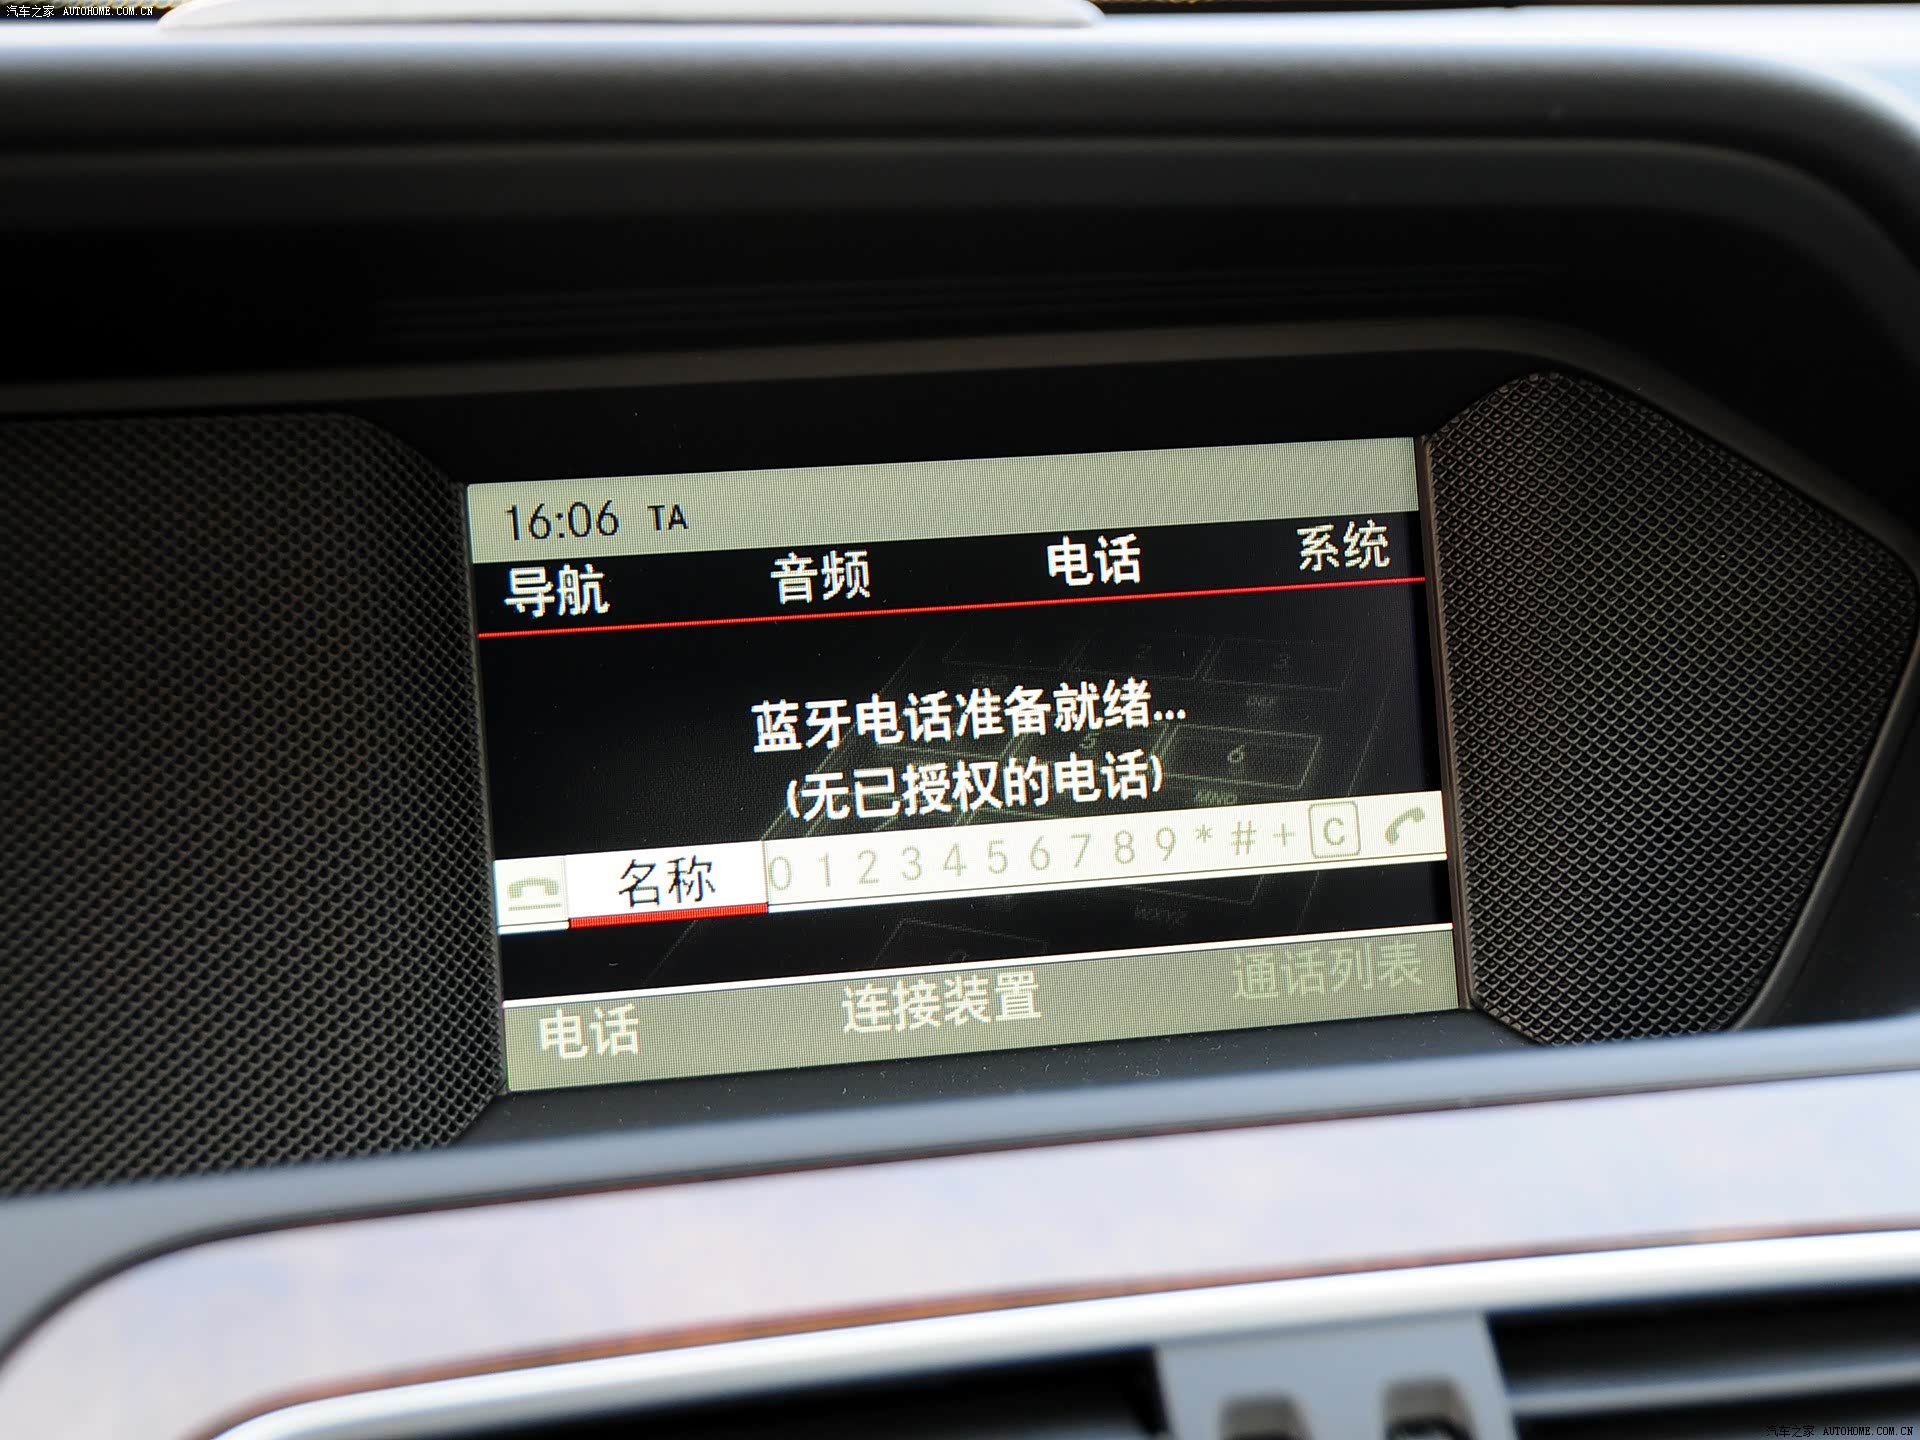 汽车之家 AUTOHOME.COM.CN
16:06 TA
导航 音频 电话 系统
蓝牙电话准备就绪...
(无已授权的电话)
名称 0 1 2 3 4 5 6 7 8 9 * # + C
电话 连接装置 通话列表
汽车之家 AUTOHOME.COM.CN